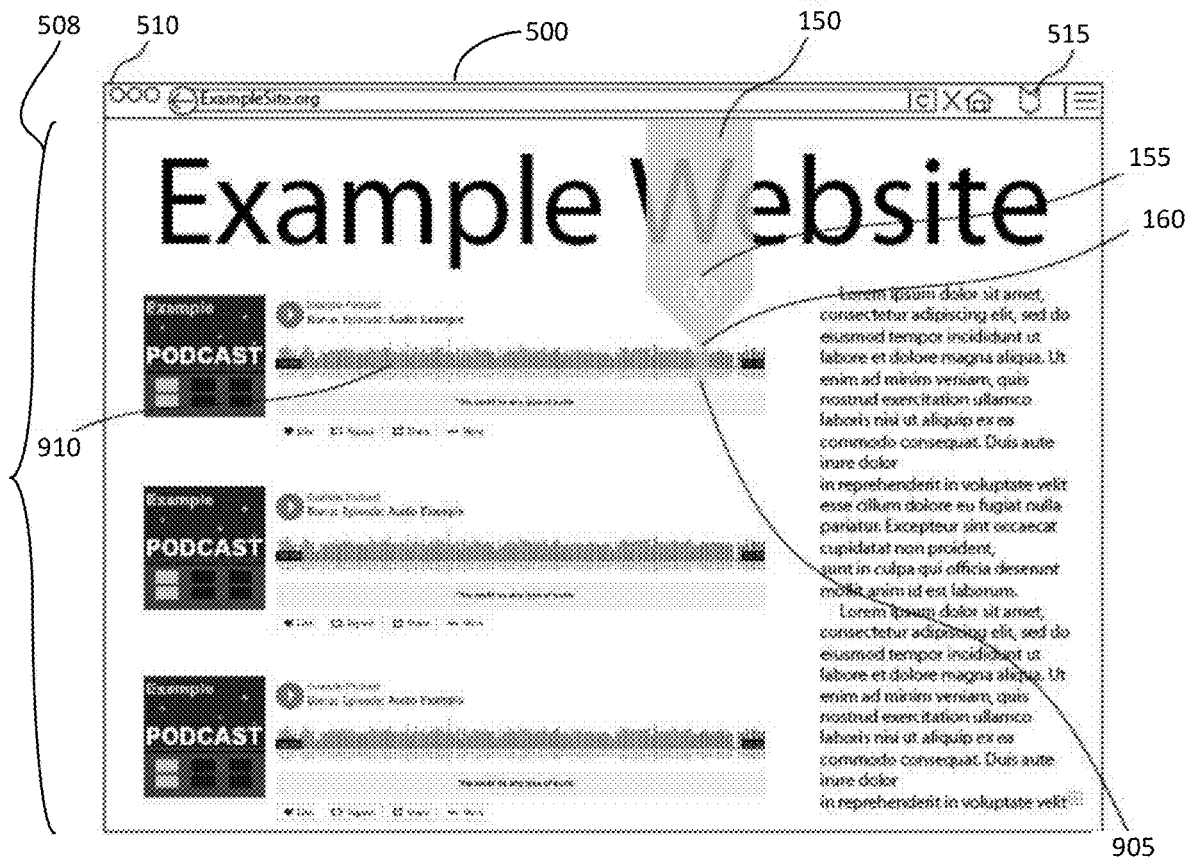 508
510
500
150
515
ExampleSite.org
155
160
Example Website
W
Example
PODCAST
Audio Example
910
Example
PODCAST
Audio Example
Example
PODCAST
Audio Example
Lorem ipsum dolor sit amet,
consectetur adipiscing elit, sed do
eiusmod tempor incididunt ut
labore et dolore magna aliqua. Ut
enim ad minim veniam, quis
nostrud exercitation ullamco
laboris nisi ut aliquip ex ea
commodo consequat. Duis aute
irure dolor
in reprehenderit in voluptate velit
esse cillum dolore eu fugiat nulla
pariatur. Excepteur sint occaecat
cupidatat non proident,
sunt in culpa qui officia deserunt
mollit anim id est laborum.
Lorem ipsum dolor sit amet,
consectetur adipiscing elit, sed do
eiusmod tempor incididunt ut
labore et dolore magna aliqua. Ut
enim ad minim veniam, quis
nostrud exercitation ullamco
laboris nisi ut aliquip ex ea
commodo consequat. Duis aute
irure dolor
in reprehenderit in voluptate velit
905